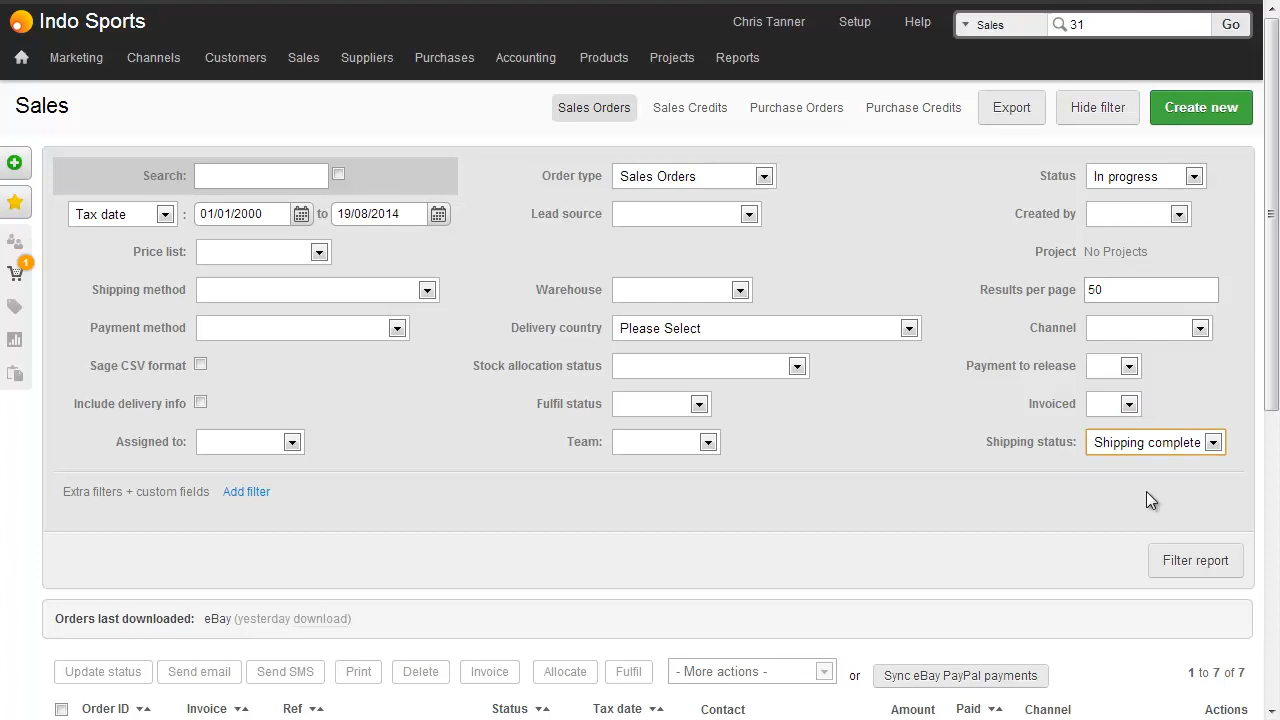 Indo Sports
Chris Tanner Setup Help Sales 31 Go
Marketing Channels Customers Sales Suppliers Purchases Accounting Products Projects Reports
Sales
Sales Orders Sales Credits Purchase Orders Purchase Credits Export Hide filter Create new
Search: Order type Sales Orders Status In progress
Tax date : 01/01/2000 to 19/08/2014 Lead source Created by
Price list: Project No Projects
1
Shipping method Warehouse Results per page 50
Payment method Delivery country Please Select Channel
Sage CSV format Stock allocation status Payment to release
Include delivery info Fulfil status Invoiced
Assigned to: Team: Shipping status: Shipping complete
Extra filters + custom fields Add filter
Filter report
Orders last downloaded: eBay (yesterday download)
Update status Send email Send SMS Print Delete Invoice Allocate Fulfil - More actions - or Sync eBay PayPal payments 1 to 7 of 7
Order ID Invoice Ref Status Tax date Contact Amount Paid Channel Actions